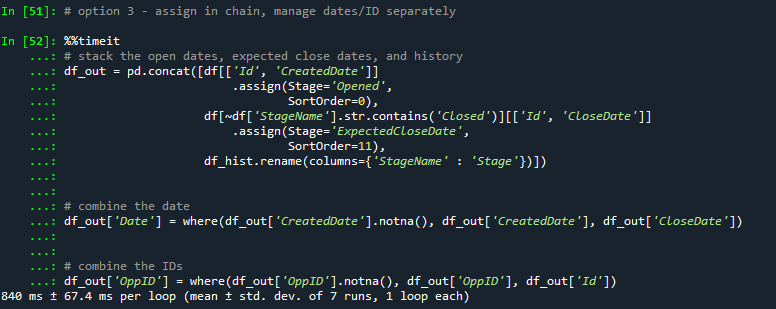 In [51]: # option 3 - assign in chain, manage dates/ID separately
In [52]: %%timeit
...: # stack the open dates, expected close dates, and history
...: df_out = pd.concat([df[['Id', 'CreatedDate']]
...: .assign(Stage='Opened',
...: SortOrder=0),
...: df[~df['StageName'].str.contains('Closed')][['Id', 'CloseDate']]
...: .assign(Stage='ExpectedCloseDate',
...: SortOrder=11),
...: df_hist.rename(columns={'StageName' : 'Stage'})])
...:
...:
...: # combine the date
...: df_out['Date'] = where(df_out['CreatedDate'].notna(), df_out['CreatedDate'], df_out['CloseDate'])
...:
...:
...: # combine the IDs
...: df_out['OppID'] = where(df_out['OppID'].notna(), df_out['OppID'], df_out['Id'])
840 ms ± 67.4 ms per loop (mean ± std. dev. of 7 runs, 1 loop each)